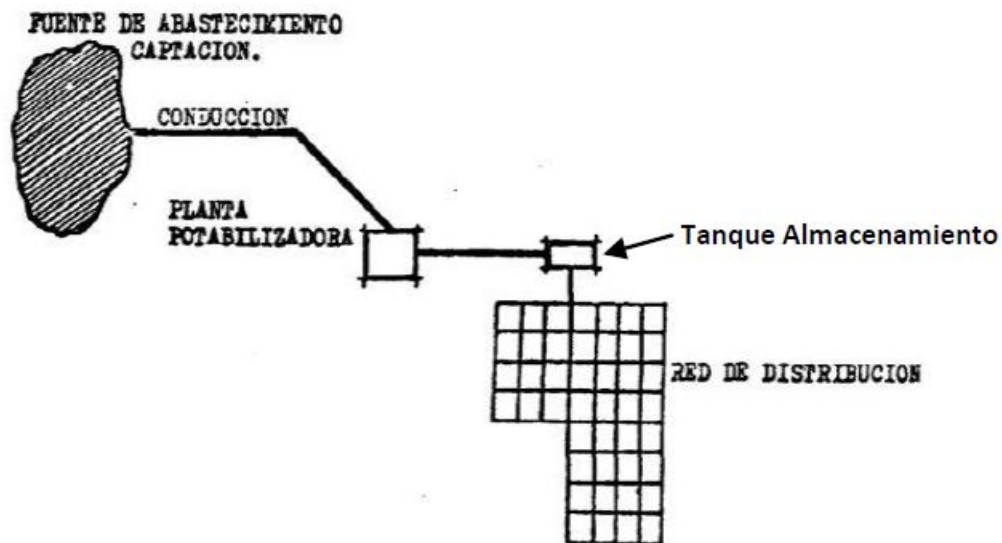 FUENTE DE ABASTECIMIENTO
CAPTACION.
CONDUCCION
PLANTA
POTABILIZADORA
Tanque Almacenamiento
RED DE DISTRIBUCION